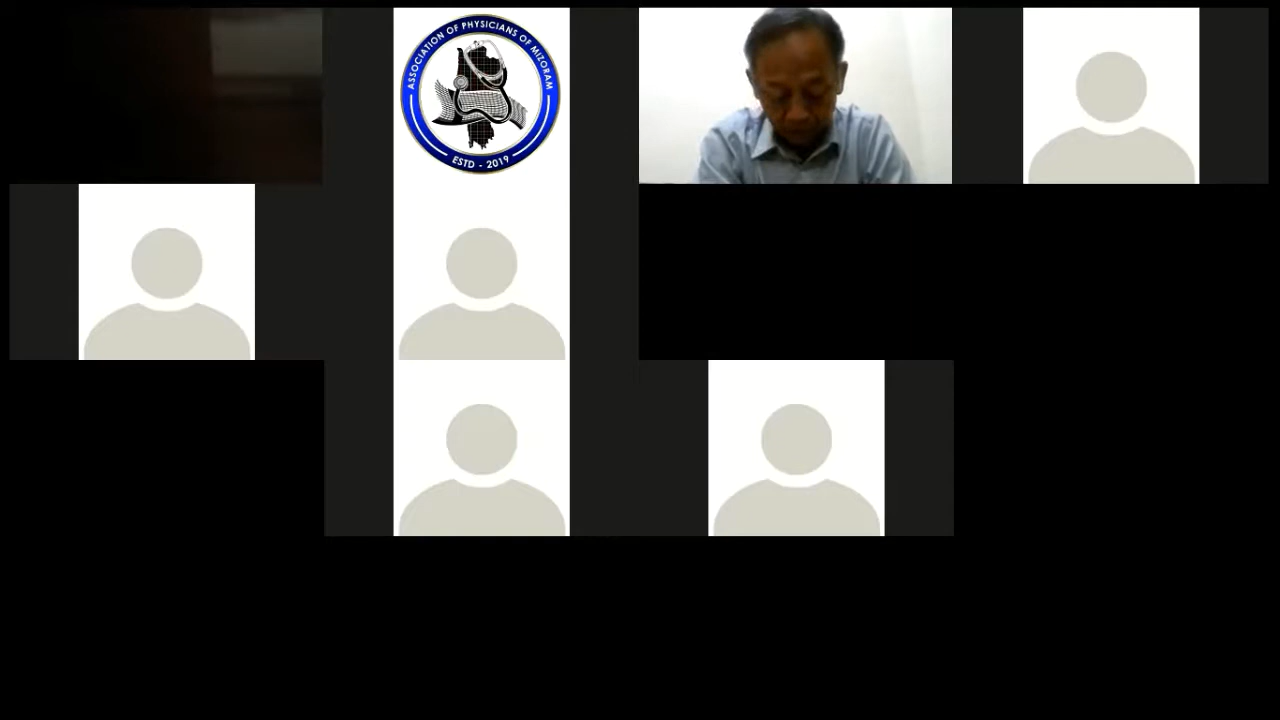 ASSOCIATION OF PHYSICIANS OF MIZORAM
ESTD - 2019